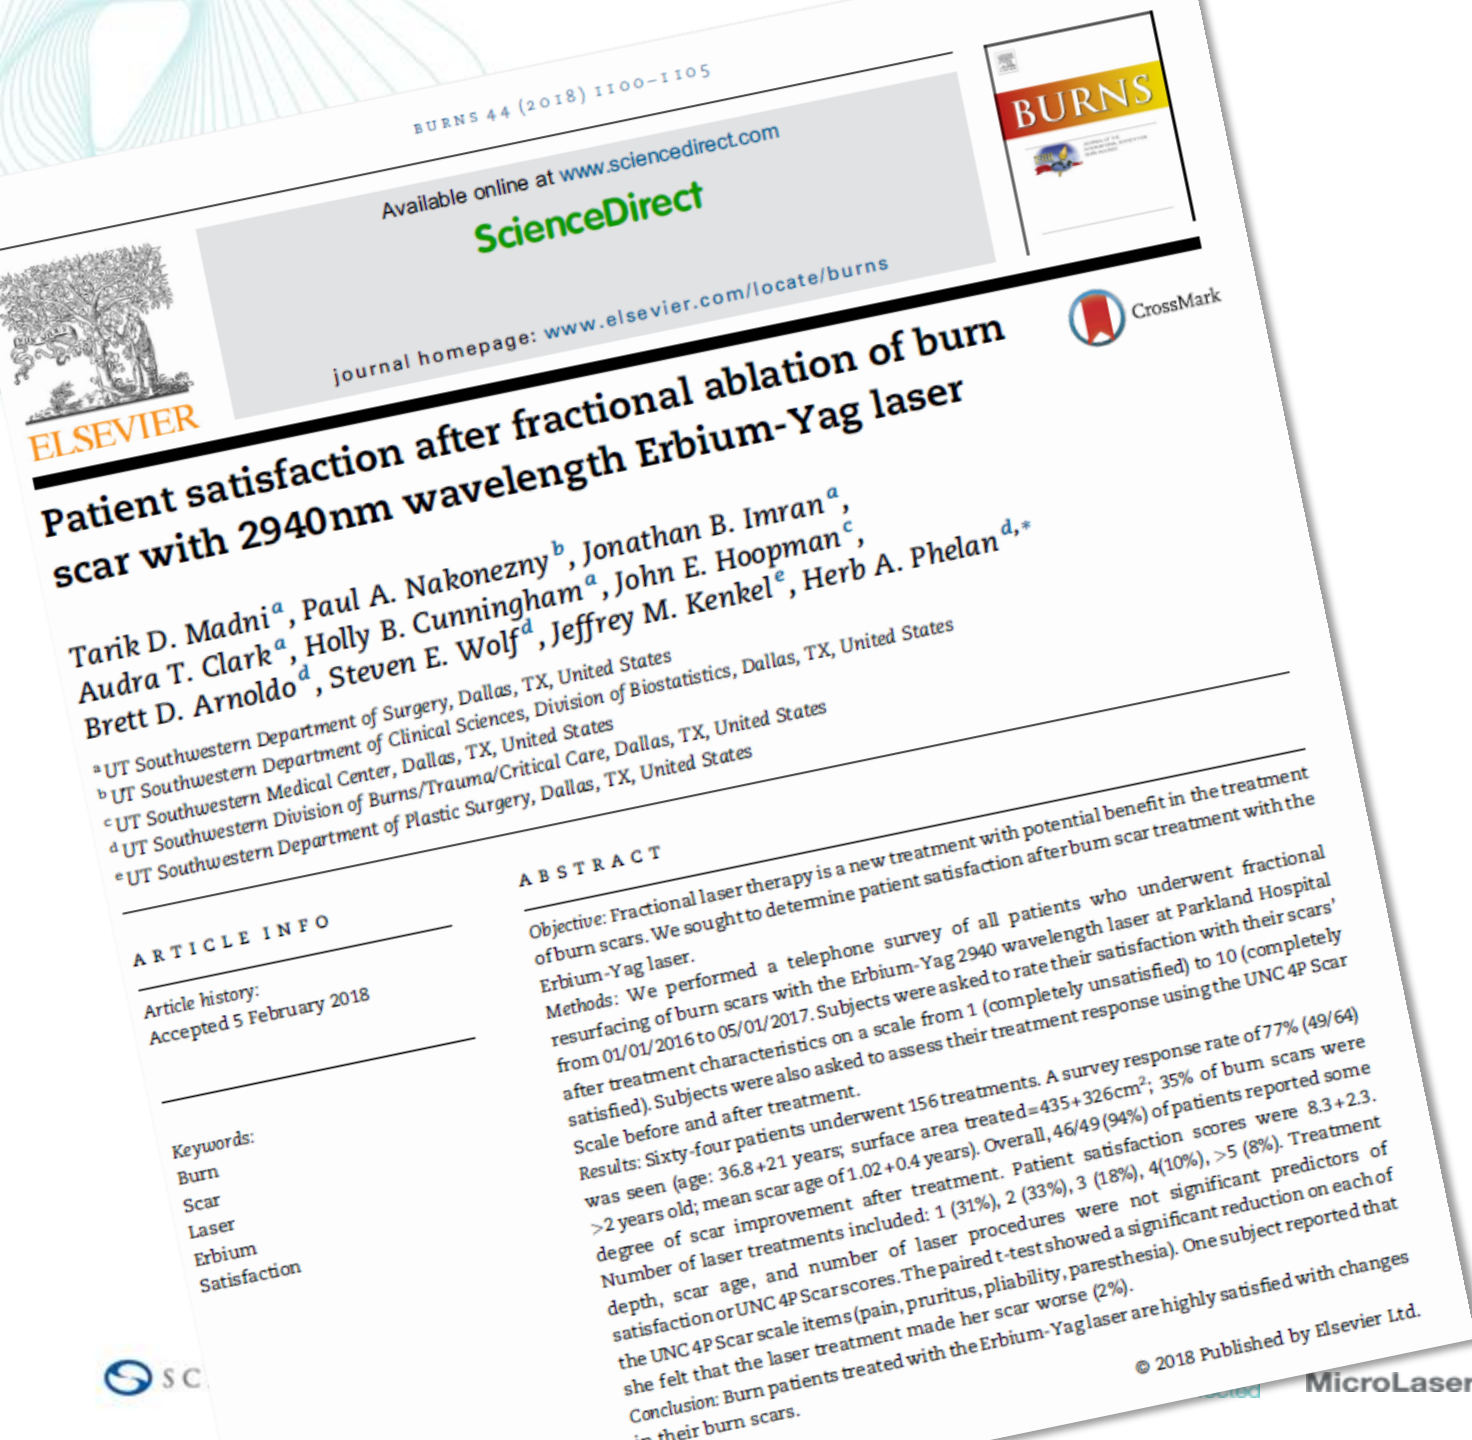 BURNS 44 (2018) 1100–1105
Available online at www.sciencedirect.com
ScienceDirect
journal homepage: www.elsevier.com/locate/burns
ELSEVIER
BURNS
CrossMark
Patient satisfaction after fractional ablation of burn
scar with 2940nm wavelength Erbium-Yag laser
Tarik D. Madni a, Paul A. Nakonezny b, Jonathan B. Imran a,
Audra T. Clark a, Holly B. Cunningham a, John E. Hoopman c,
Brett D. Arnoldo d, Steven E. Wolf d, Jeffrey M. Kenkel e, Herb A. Phelan d,*
a UT Southwestern Department of Surgery, Dallas, TX, United States
b UT Southwestern Department of Clinical Sciences, Division of Biostatistics, Dallas, TX, United States
c UT Southwestern Medical Center, Dallas, TX, United States
d UT Southwestern Division of Burns/Trauma/Critical Care, Dallas, TX, United States
e UT Southwestern Department of Plastic Surgery, Dallas, TX, United States
ARTICLE INFO
Article history:
Accepted 5 February 2018
Keywords:
Burn
Scar
Laser
Erbium
Satisfaction
ABSTRACT
Objective: Fractional laser therapy is a new treatment with potential benefit in the treatment
of burn scars. We sought to determine patient satisfaction after burn scar treatment with the
Erbium-Yag laser.
Methods: We performed a telephone survey of all patients who underwent fractional
resurfacing of burn scars with the Erbium-Yag 2940 wavelength laser at Parkland Hospital
from 01/01/2016 to 05/01/2017. Subjects were asked to rate their satisfaction with their scars'
after treatment characteristics on a scale from 1 (completely unsatisfied) to 10 (completely
satisfied). Subjects were also asked to assess their treatment response using the UNC 4P Scar
Scale before and after treatment.
Results: Sixty-four patients underwent 156 treatments. A survey response rate of 77% (49/64)
was seen (age: 36.8+21 years; surface area treated=435+326cm²; 35% of burn scars were
>2 years old; mean scar age of 1.02+0.4 years). Overall, 46/49 (94%) of patients reported some
degree of scar improvement after treatment. Patient satisfaction scores were 8.3+2.3.
Number of laser treatments included: 1 (31%), 2 (33%), 3 (18%), 4(10%), >5 (8%). Treatment
depth, scar age, and number of laser procedures were not significant predictors of
satisfaction or UNC 4P Scar scores. The paired t-test showed a significant reduction on each of
the UNC 4P Scar scale items (pain, pruritus, pliability, paresthesia). One subject reported that
she felt that the laser treatment made her scar worse (2%).
Conclusion: Burn patients treated with the Erbium-Yag laser are highly satisfied with changes
in their burn scars.
© 2018 Published by Elsevier Ltd.
SC
MicroLaser